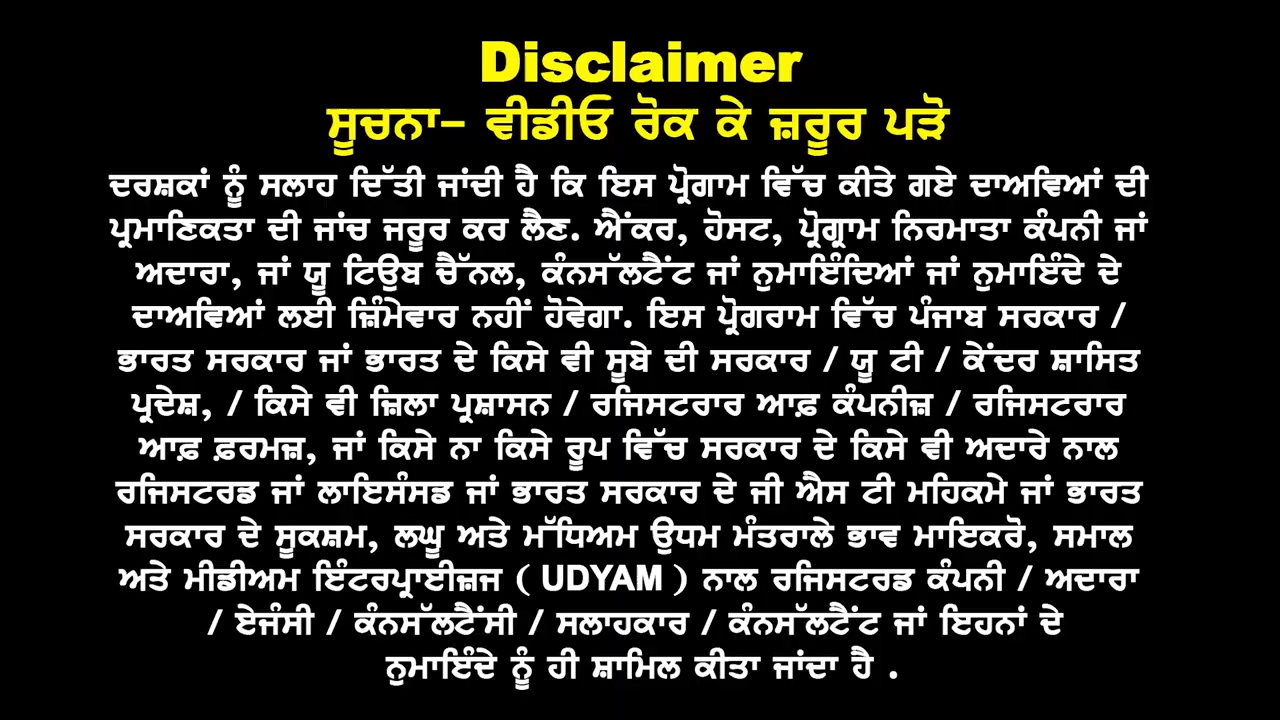 Disclaimer
ਸੂਚਨਾ- ਵੀਡੀਓ ਰੋਕ ਕੇ ਜ਼ਰੂਰ ਪੜੋ
ਦਰਸ਼ਕਾਂ ਨੂੰ ਸਲਾਹ ਦਿੱਤੀ ਜਾਂਦੀ ਹੈ ਕਿ ਇਸ ਪ੍ਰੋਗਾਮ ਵਿੱਚ ਕੀਤੇ ਗਏ ਦਾਅਵਿਆਂ ਦੀ
ਪ੍ਰਮਾਣਿਕਤਾ ਦੀ ਜਾਂਚ ਜਰੂਰ ਕਰ ਲੈਣ. ਐਂਕਰ, ਹੋਸਟ, ਪ੍ਰੋਗ੍ਰਾਮ ਨਿਰਮਾਤਾ ਕੰਪਨੀ ਜਾਂ
ਅਦਾਰਾ, ਜਾਂ ਯੂ ਟਿਊਬ ਚੈੱਨਲ, ਕੰਨਸੱਲਟੈਂਟ ਜਾਂ ਨੁਮਾਇੰਦਿਆਂ ਜਾਂ ਨੁਮਾਇੰਦੇ ਦੇ
ਦਾਅਵਿਆਂ ਲਈ ਜ਼ਿੰਮੇਵਾਰ ਨਹੀਂ ਹੋਵੇਗਾ. ਇਸ ਪ੍ਰੋਗਰਾਮ ਵਿੱਚ ਪੰਜਾਬ ਸਰਕਾਰ /
ਭਾਰਤ ਸਰਕਾਰ ਜਾਂ ਭਾਰਤ ਦੇ ਕਿਸੇ ਵੀ ਸੂਬੇ ਦੀ ਸਰਕਾਰ / ਯੂ ਟੀ / ਕੇਂਦਰ ਸ਼ਾਸਿਤ
ਪ੍ਰਦੇਸ਼, / ਕਿਸੇ ਵੀ ਜ਼ਿਲਾ ਪ੍ਰਸ਼ਾਸਨ / ਰਜਿਸਟਰਾਰ ਆਫ਼ ਕੰਪਨੀਜ਼ / ਰਜਿਸਟਰਾਰ
ਆਫ਼ ਫ਼ਰਮਜ਼, ਜਾਂ ਕਿਸੇ ਨਾ ਕਿਸੇ ਰੂਪ ਵਿੱਚ ਸਰਕਾਰ ਦੇ ਕਿਸੇ ਵੀ ਅਦਾਰੇ ਨਾਲ
ਰਜਿਸਟਰਡ ਜਾਂ ਲਾਇਸੰਸਡ ਜਾਂ ਭਾਰਤ ਸਰਕਾਰ ਦੇ ਜੀ ਐਸ ਟੀ ਮਹਿਕਮੇ ਜਾਂ ਭਾਰਤ
ਸਰਕਾਰ ਦੇ ਸੂਕਸ਼ਮ, ਲਘੂ ਅਤੇ ਮੱਧਿਅਮ ਉਧਮ ਮੰਤਰਾਲੇ ਭਾਵ ਮਾਇਕਰੋ, ਸਮਾਲ
ਅਤੇ ਮੀਡੀਅਮ ਇੰਟਰਪ੍ਰਾਈਜ਼ਜ ( UDYAM ) ਨਾਲ ਰਜਿਸਟਰਡ ਕੰਪਨੀ / ਅਦਾਰਾ
/ ਏਜੰਸੀ / ਕੰਨਸੱਲਟੈਂਸੀ / ਸਲਾਹਕਾਰ / ਕੰਨਸੱਲਟੈਂਟ ਜਾਂ ਇਹਨਾਂ ਦੇ
ਨੁਮਾਇੰਦੇ ਨੂੰ ਹੀ ਸ਼ਾਮਿਲ ਕੀਤਾ ਜਾਂਦਾ ਹੈ .